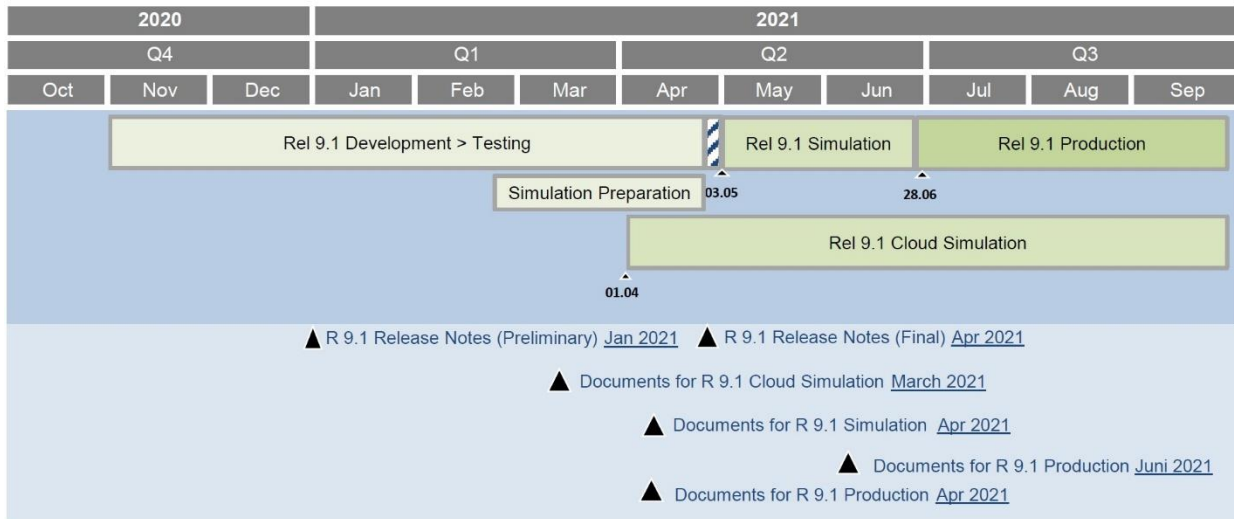 2020 2021
Q4 Q1 Q2 Q3
Oct Nov Dec Jan Feb Mar Apr May Jun Jul Aug Sep
Rel 9.1 Development > Testing Rel 9.1 Simulation Rel 9.1 Production
Simulation Preparation 03.05 28.06
Rel 9.1 Cloud Simulation
01.04
R 9.1 Release Notes (Preliminary) Jan 2021 R 9.1 Release Notes (Final) Apr 2021
Documents for R 9.1 Cloud Simulation March 2021
Documents for R 9.1 Simulation Apr 2021
Documents for R 9.1 Production Juni 2021
Documents for R 9.1 Production Apr 2021